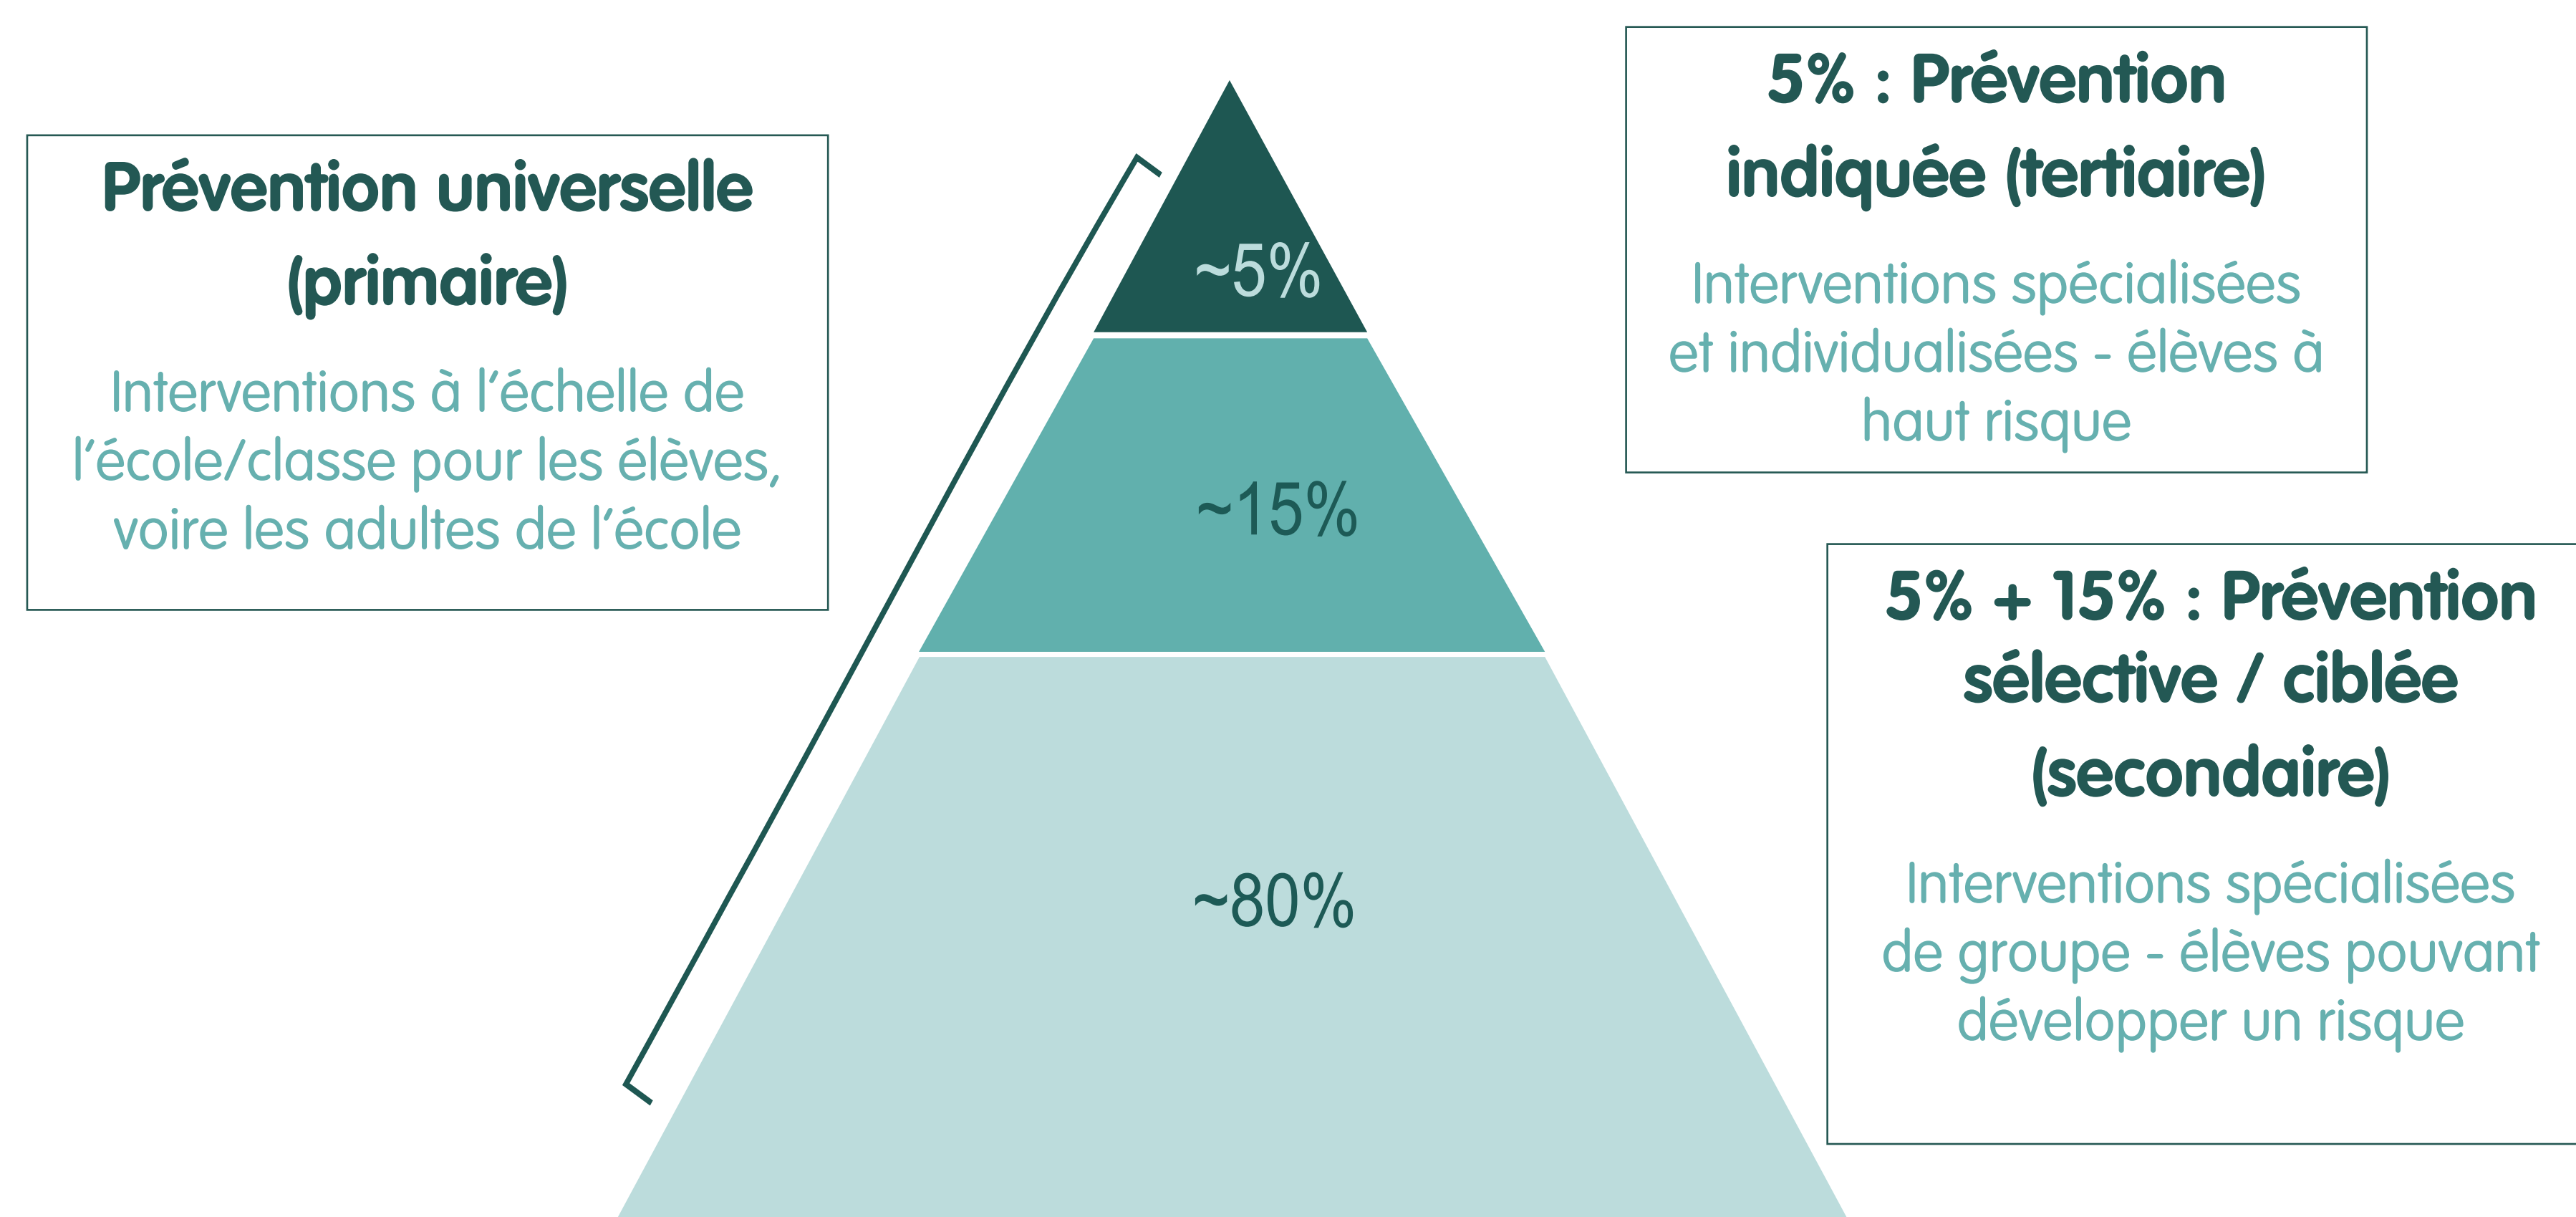 Prévention universelle
(primaire)
Interventions à l’échelle de
l’école/classe pour les élèves,
voire les adultes de l’école
~5%
~15%
~80%
5% : Prévention
indiquée (tertiaire)
Interventions spécialisées
et individualisées - élèves à
haut risque
5% + 15% : Prévention
sélective / ciblée
(secondaire)
Interventions spécialisées
de groupe - élèves pouvant
développer un risque